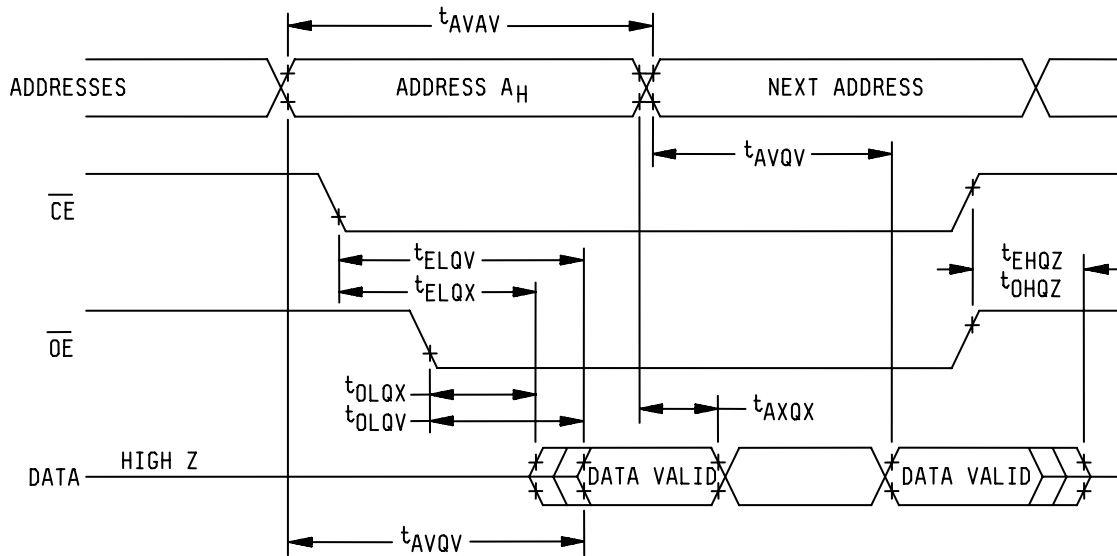 tAVAV
ADDRESSES ADDRESS AH NEXT ADDRESS
tAVQV
CE
tELQV
tEHQZ
tELQX
tOHQZ
OE
tOLQX
tAXQX
tOLQV
HIGH Z
DATA DATA VALID DATA VALID
tAVQV